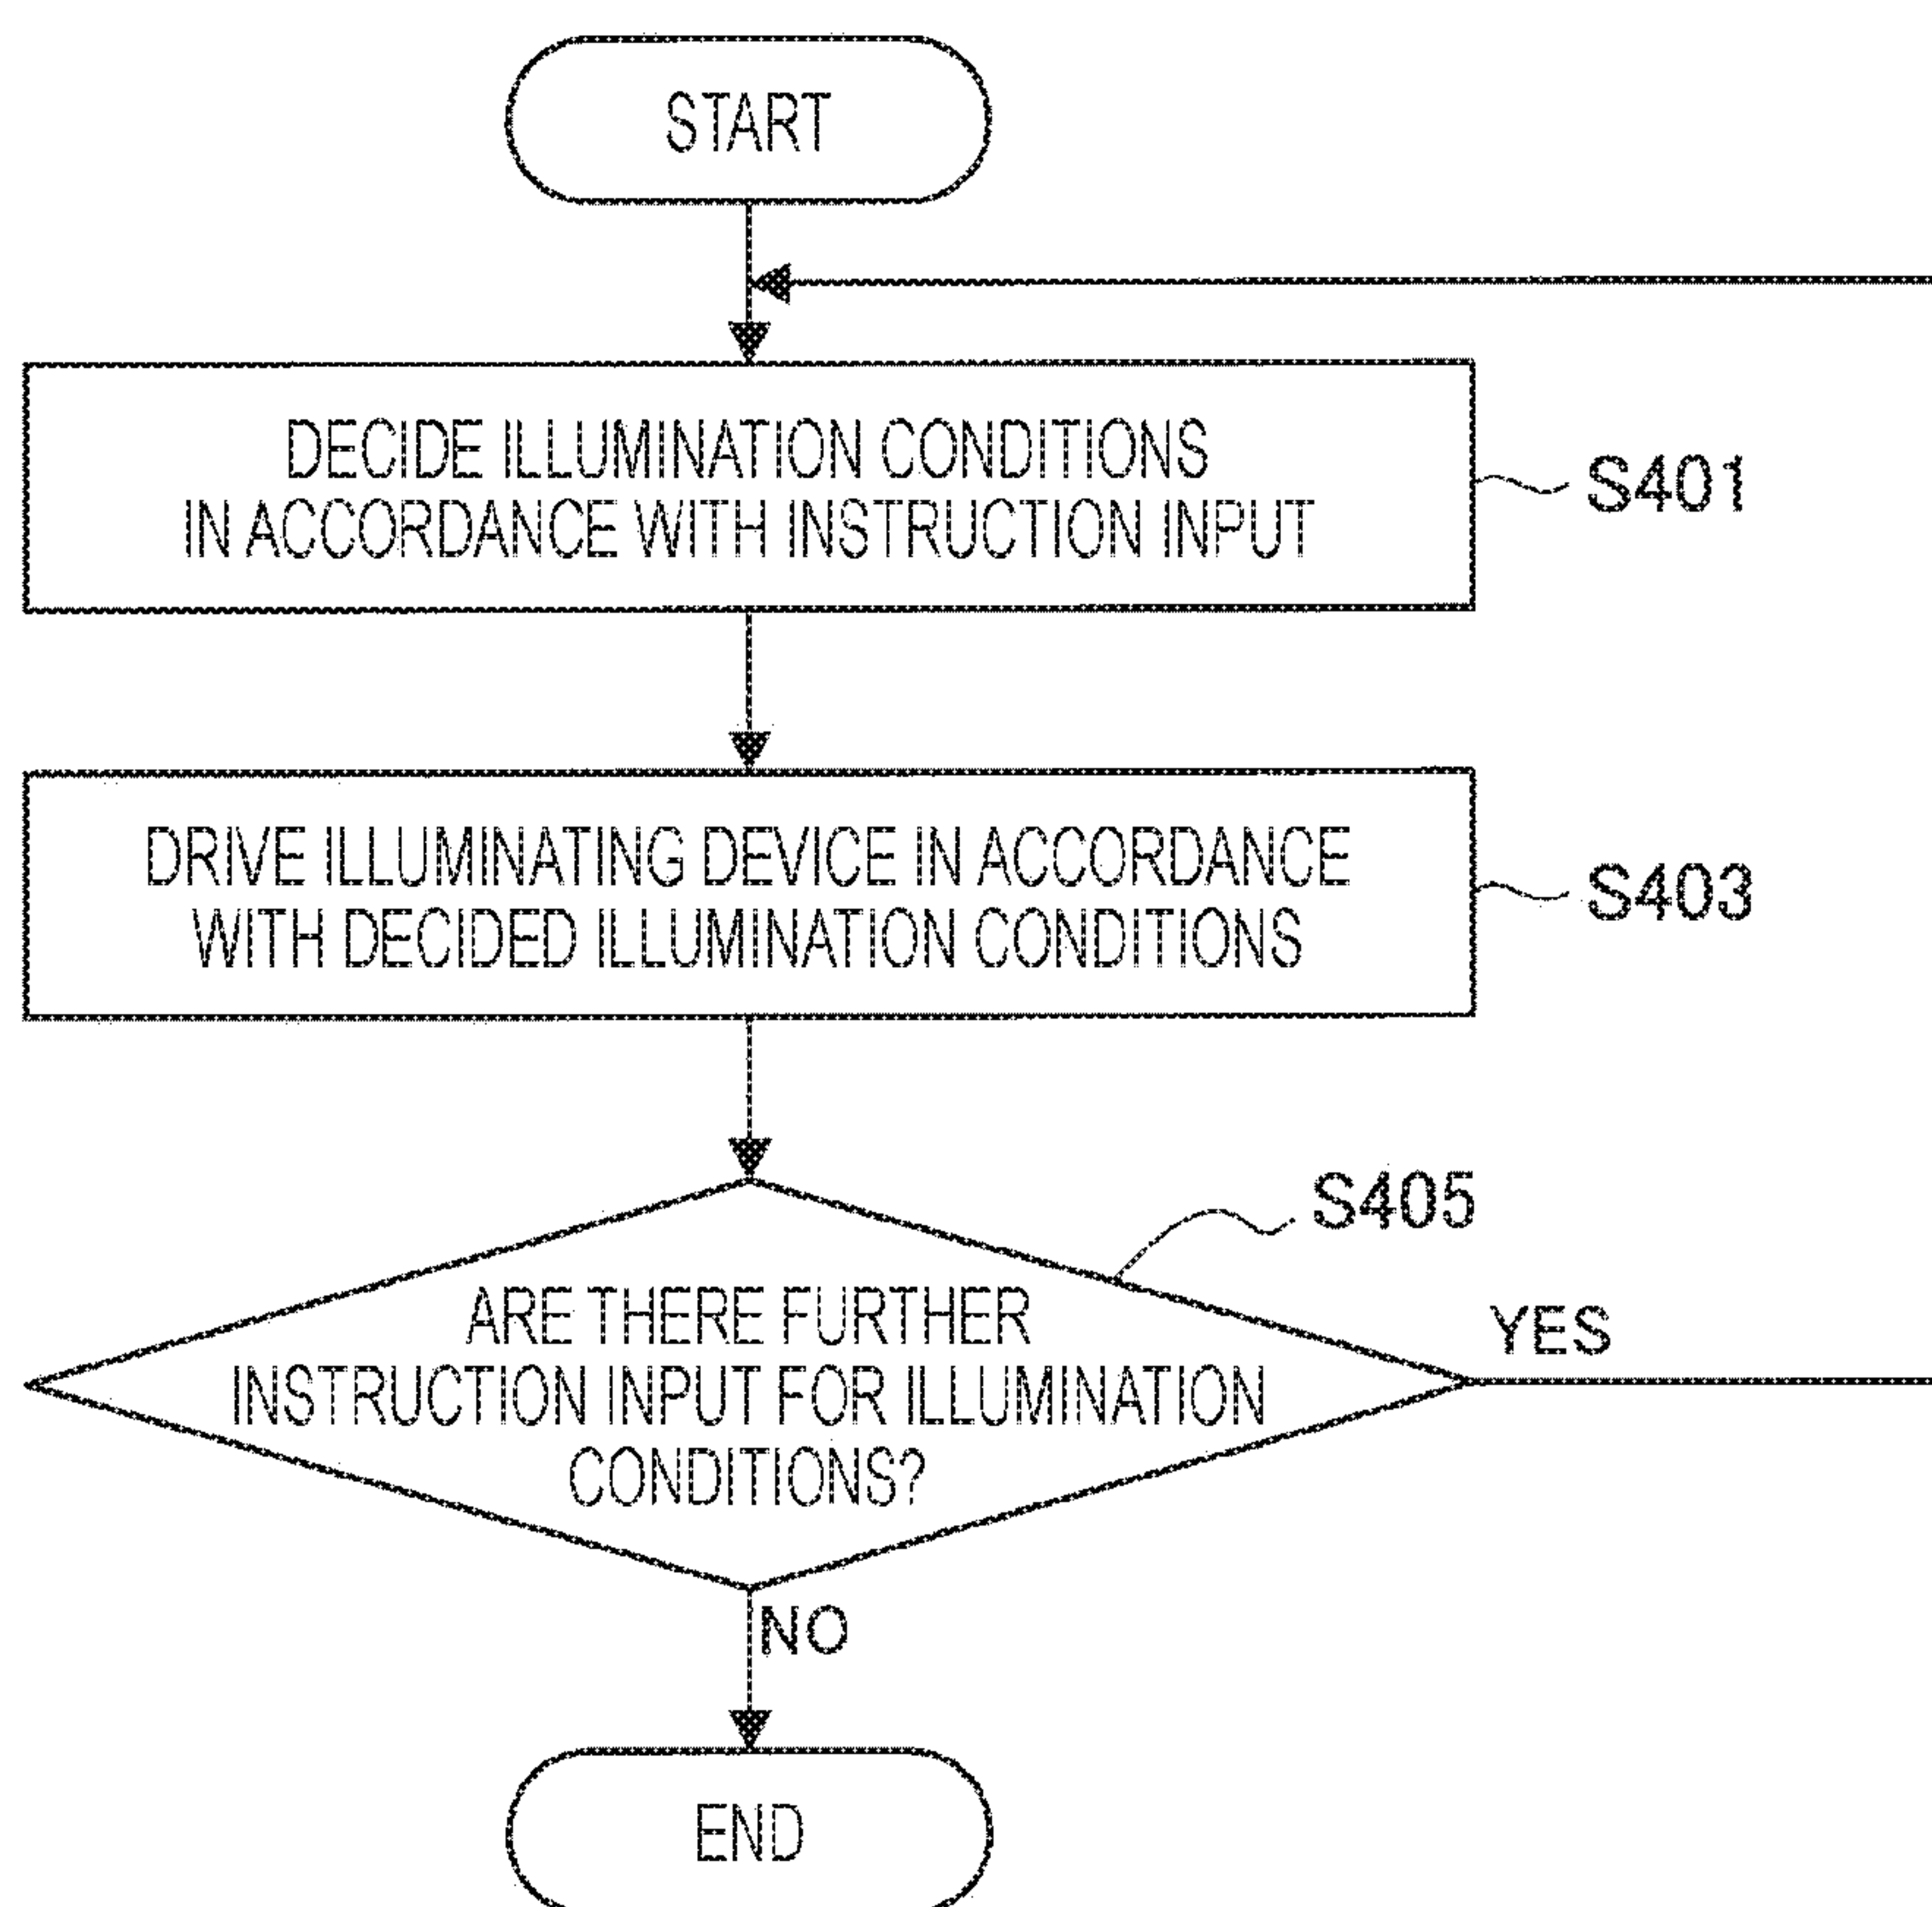 START
DECIDE ILLUMINATION CONDITIONS
IN ACCORDANCE WITH INSTRUCTION INPUT
S401
DRIVE ILLUMINATING DEVICE IN ACCORDANCE
WITH DECIDED ILLUMINATION CONDITIONS
S403
S405
ARE THERE FURTHER
INSTRUCTION INPUT FOR ILLUMINATION
CONDITIONS?
YES
NO
END